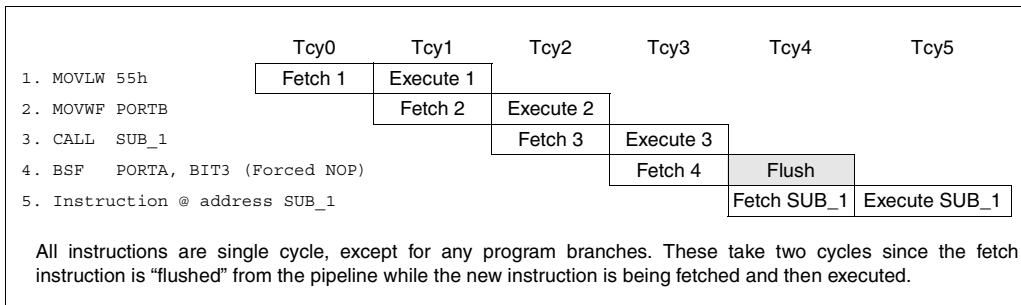 Tcy0 Tcy1 Tcy2 Tcy3 Tcy4 Tcy5
1. MOVLW 55h Fetch 1 Execute 1
2. MOVWF PORTB Fetch 2 Execute 2
3. CALL SUB_1 Fetch 3 Execute 3
4. BSF PORTA, BIT3 (Forced NOP) Fetch 4 Flush
5. Instruction @ address SUB_1 Fetch SUB_1 Execute SUB_1
All instructions are single cycle, except for any program branches. These take two cycles since the fetch
instruction is “flushed” from the pipeline while the new instruction is being fetched and then executed.